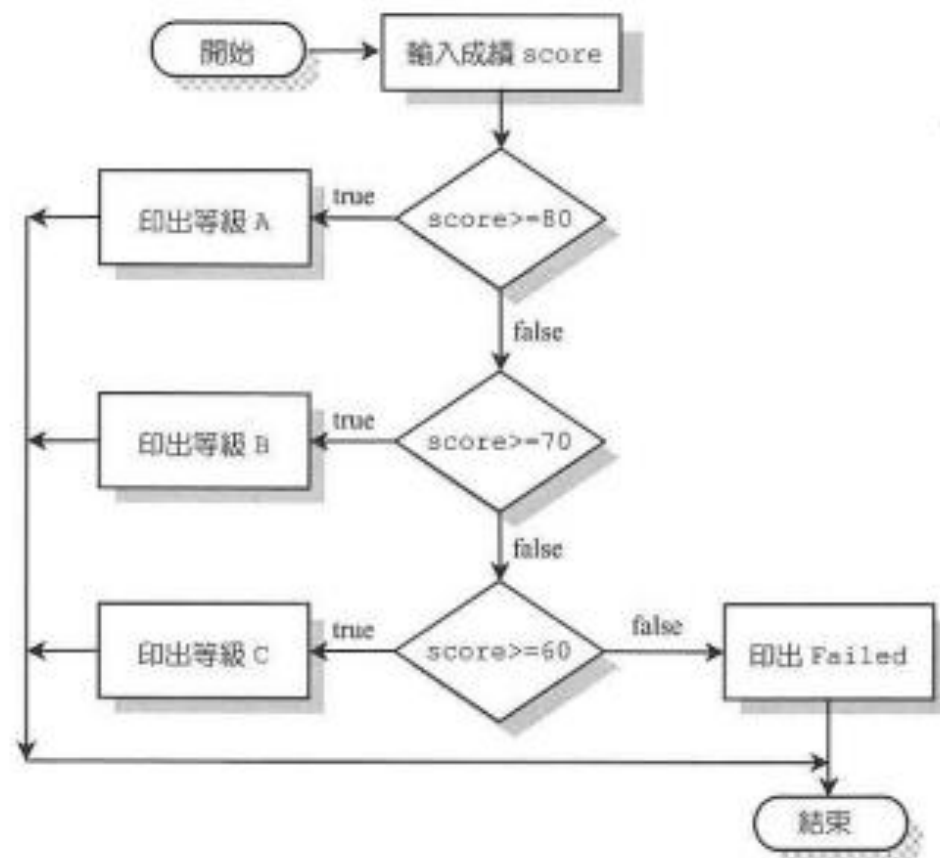 開始
輸入成績 score
score>=80
true
印出等級 A
false
score>=70
true
印出等級 B
false
score>=60
true
印出等級 C
false
印出 Failed
結束